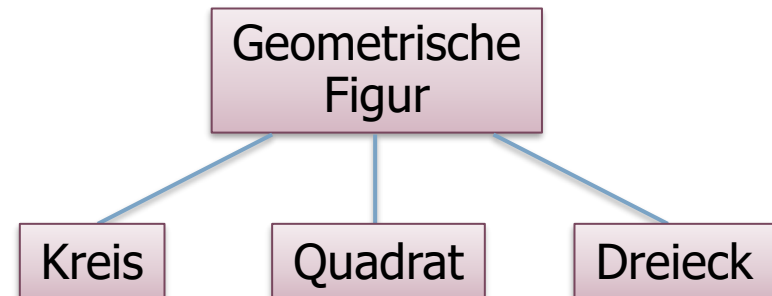 Geometrische
Figur
Kreis
Quadrat
Dreieck